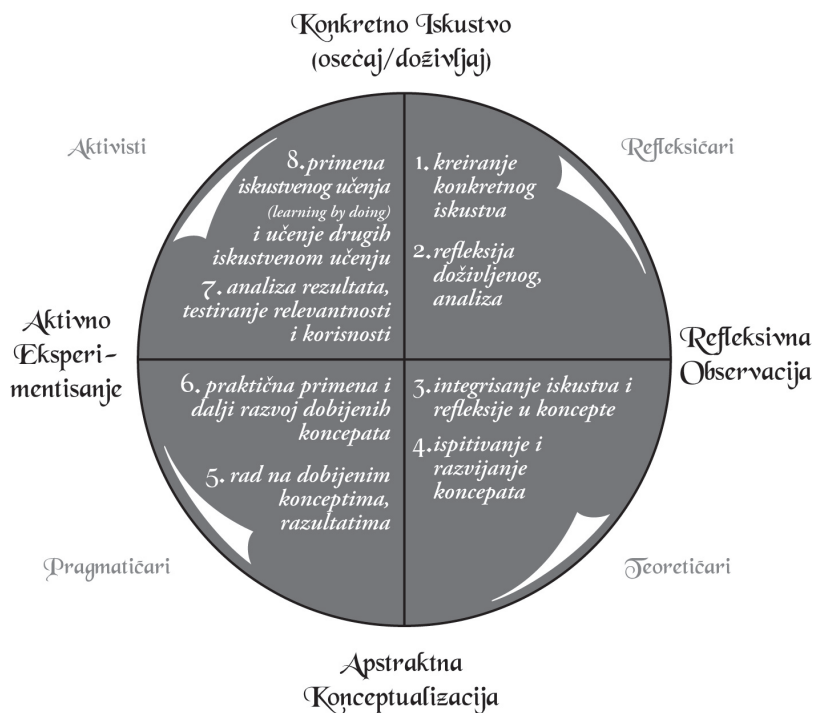 Konkretno Iskustvo
(osećaj/doživljaj)
Aktivisti
Refleksičari
8. primena
iskustvenog učenja
(learning by doing)
i učenje drugih
iskustvenom učenju
7. analiza rezultata,
testiranje relevantnosti
i korisnosti
1. kreiranje
konkretnog
iskustva
2. refleksija
doživljenog,
analiza
Aktivno
Eksperi-
mentisanje
Refleksivna
Observacija
6. praktična primena i
dalji razvoj dobijenih
koncepata
5. rad na dobijenim
konceptima,
razultatima
3. integrisanje iskustva i
refleksije u koncepte
4. ispitivanje i
razvijanje
koncepata
Pragmatičari
Teoretičari
Apstraktna
Konceptualizacija